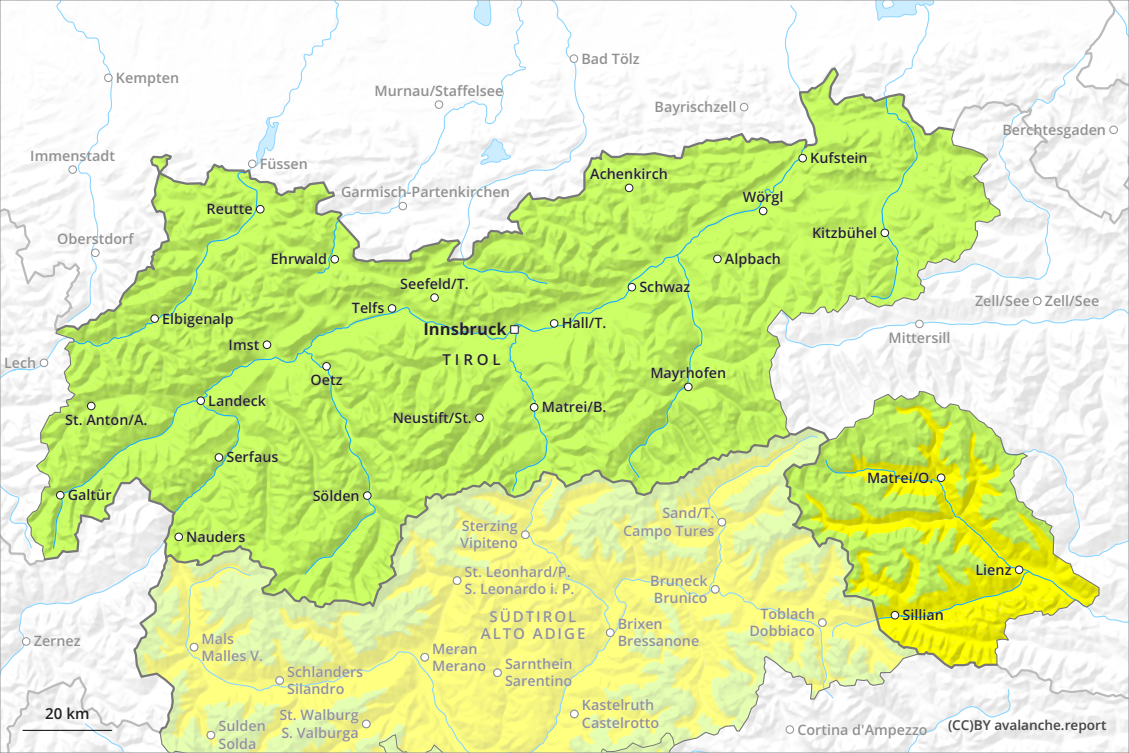 Kempten
Bad Tölz
Murnau/Staffelsee
Bayrischzell
Berchtesgaden
Immenstadt
Füssen
Kufstein
Achenkirch
Garmisch-Partenkirchen
Wörgl
Reutte
Kitzbühel
Oberstdorf
Ehrwald
Alpbach
Seefeld/T.
Schwaz
Zell/See
Zell/See
Telfs
Elbigenalp
Innsbruck
Hall/T.
Mittersill
Imst
TIROL
Lech
Oetz
Mayrhofen
Landeck
Matrei/B.
St. Anton/A.
Neustift/St.
Serfaus
Matrei/O.
Galtür
Sölden
Sand/T.
Campo Tures
Sterzing
Vipiteno
Nauders
St. Leonhard/P.
S. Leonardo i. P.
Lienz
Bruneck
Brunico
Sillian
SÜDTIROL
ALTO ADIGE
Toblach
Dobbiaco
Brixen
Bressanone
Zernez
Mals
Malles V.
Meran
Merano
Sarnthein
Sarentino
Schlanders
Silandro
20 km
St. Walburg
S. Valburga
Kastelruth
Castelrotto
Sulden
Solda
Cortina d'Ampezzo
(CC)BY avalanche.report